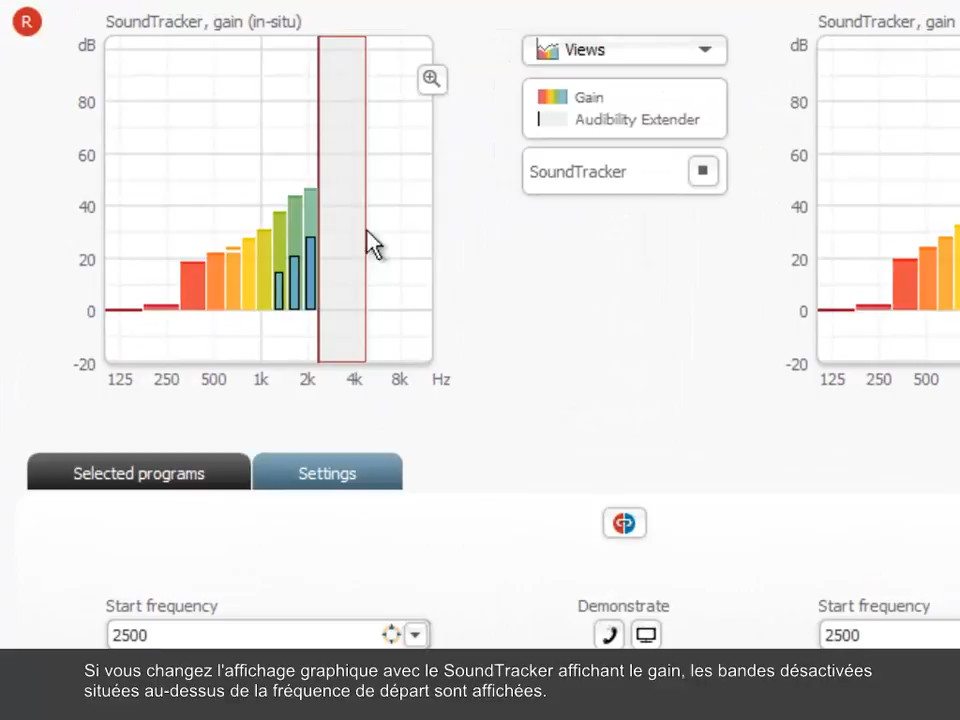 R
SoundTracker, gain (in-situ)
dB
80
60
40
20
0
-20
125 250 500 1k 2k 4k 8k Hz
Views
Gain
Audibility Extender
SoundTracker
SoundTracker, gain
dB
80
60
40
20
0
-20
125 250 500
Selected programs
Settings
Start frequency
2500
Demonstrate
Start frequency
2500
Si vous changez l'affichage graphique avec le SoundTracker affichant le gain, les bandes désactivées
situées au-dessus de la fréquence de départ sont affichées.